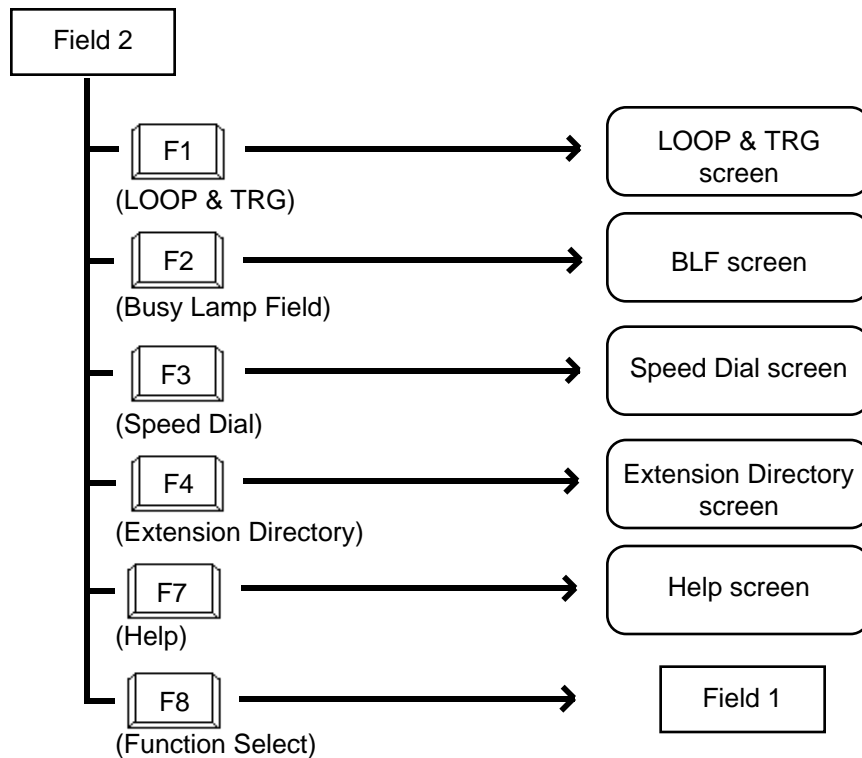 Field 2
F1
(LOOP & TRG)
LOOP & TRG
screen
F2
(Busy Lamp Field)
BLF screen
F3
(Speed Dial)
Speed Dial screen
F4
(Extension Directory)
Extension Directory
screen
F7
(Help)
Help screen
F8
(Function Select)
Field 1